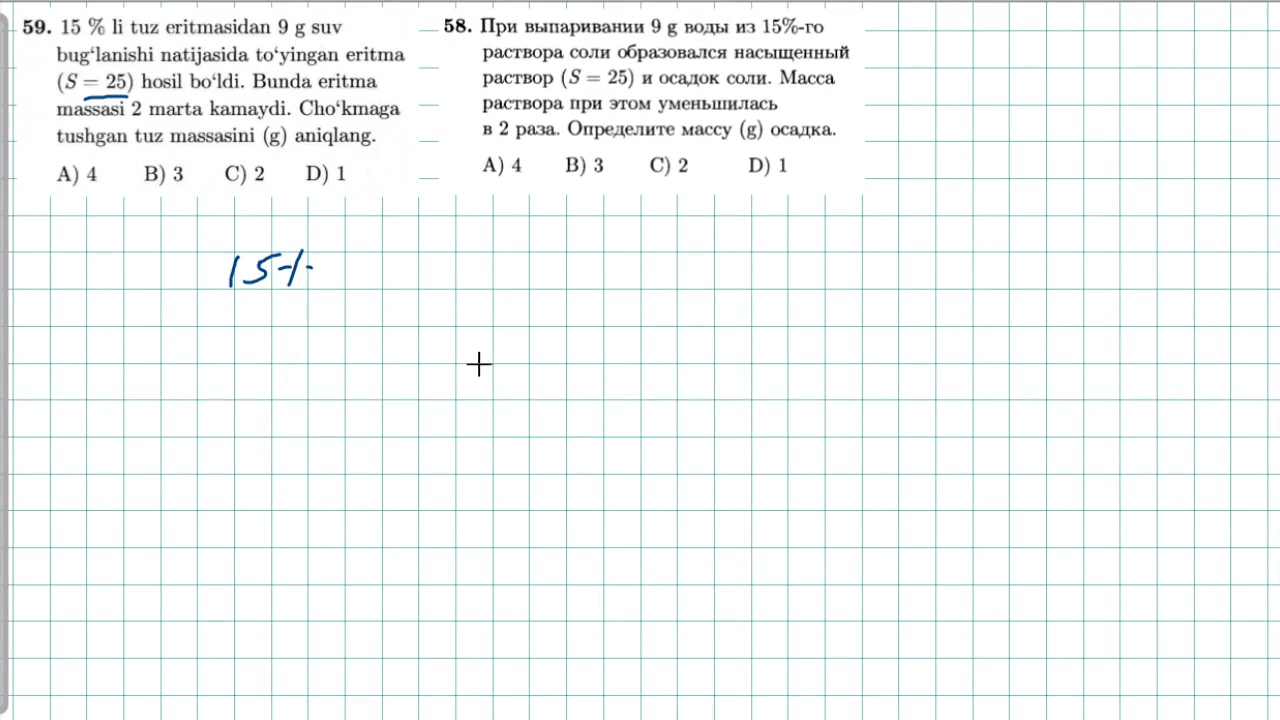 59. 15 % li tuz eritmasidan 9 g suv
bug‘lanishi natijasida to‘yingan eritma
(S = 25) hosil bo‘ldi. Bunda eritma
massasi 2 marta kamaydi. Cho‘kmaga
tushgan tuz massasini (g) aniqlang.
A) 4 B) 3 C) 2 D) 1
58. При выпаривании 9 g воды из 15%-го
раствора соли образовался насыщенный
раствор (S = 25) и осадок соли. Масса
раствора при этом уменьшилась
в 2 раза. Определите массу (g) осадка.
A) 4 B) 3 C) 2 D) 1
15%